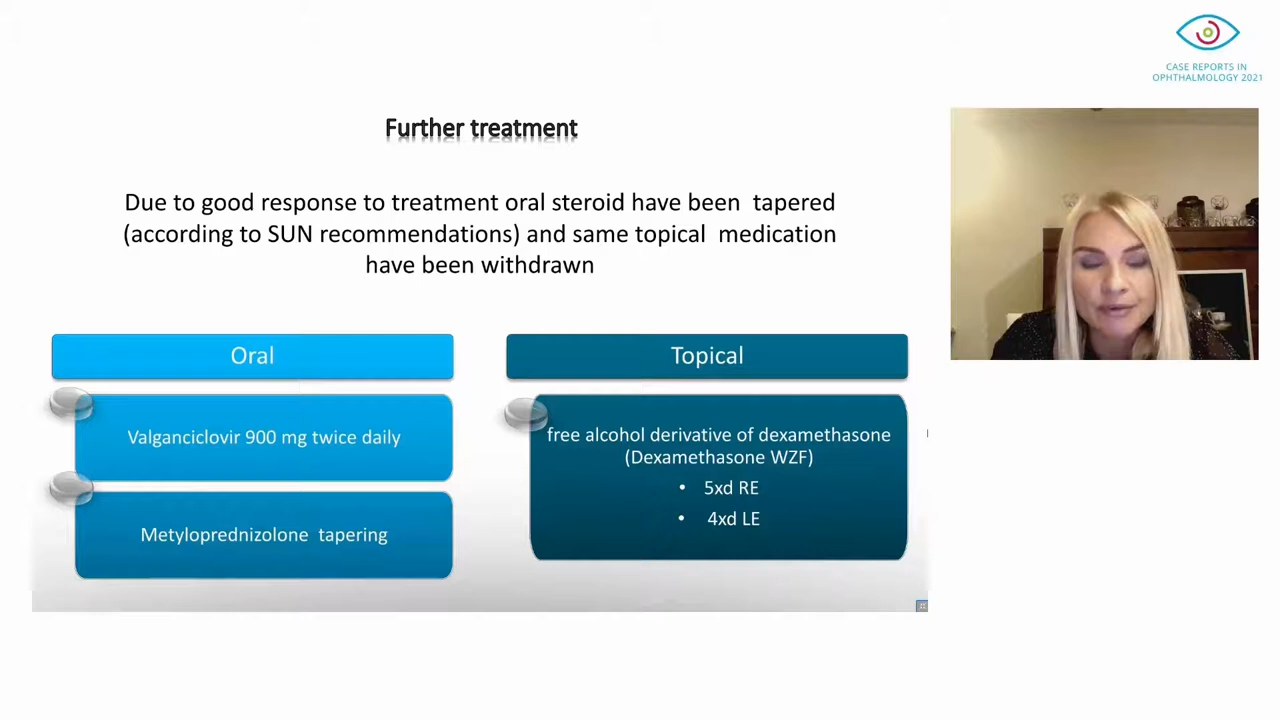 CASE REPORTS IN
OPHTHALMOLOGY 2021
Further treatment
Due to good response to treatment oral steroid have been tapered
(according to SUN recommendations) and same topical medication
have been withdrawn
Oral
Valganciclovir 900 mg twice daily
Metyloprednizolone tapering
Topical
free alcohol derivative of dexamethasone
(Dexamethasone WZF)
• 5xd RE
• 4xd LE